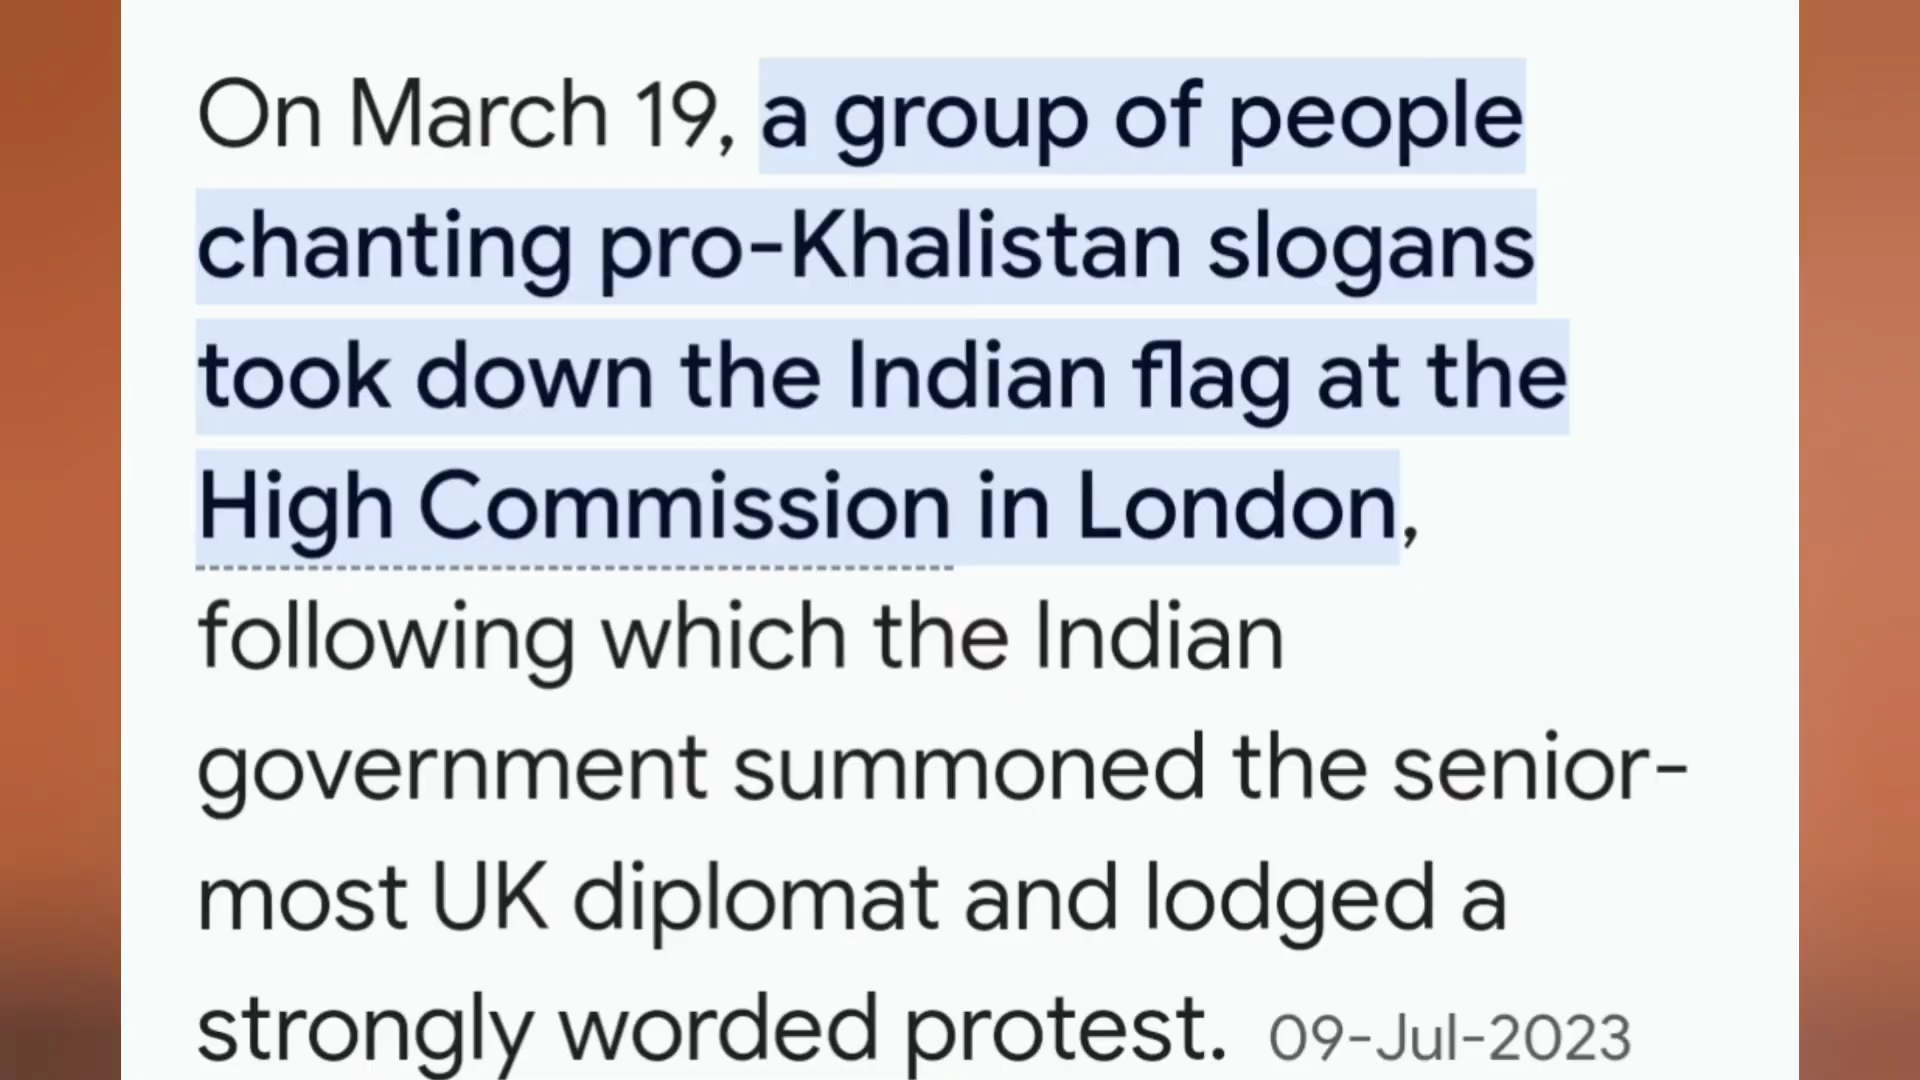 On March 19, a group of people
chanting pro-Khalistan slogans
took down the Indian flag at the
High Commission in London,
following which the Indian
government summoned the senior-
most UK diplomat and lodged a
strongly worded protest. 09-Jul-2023